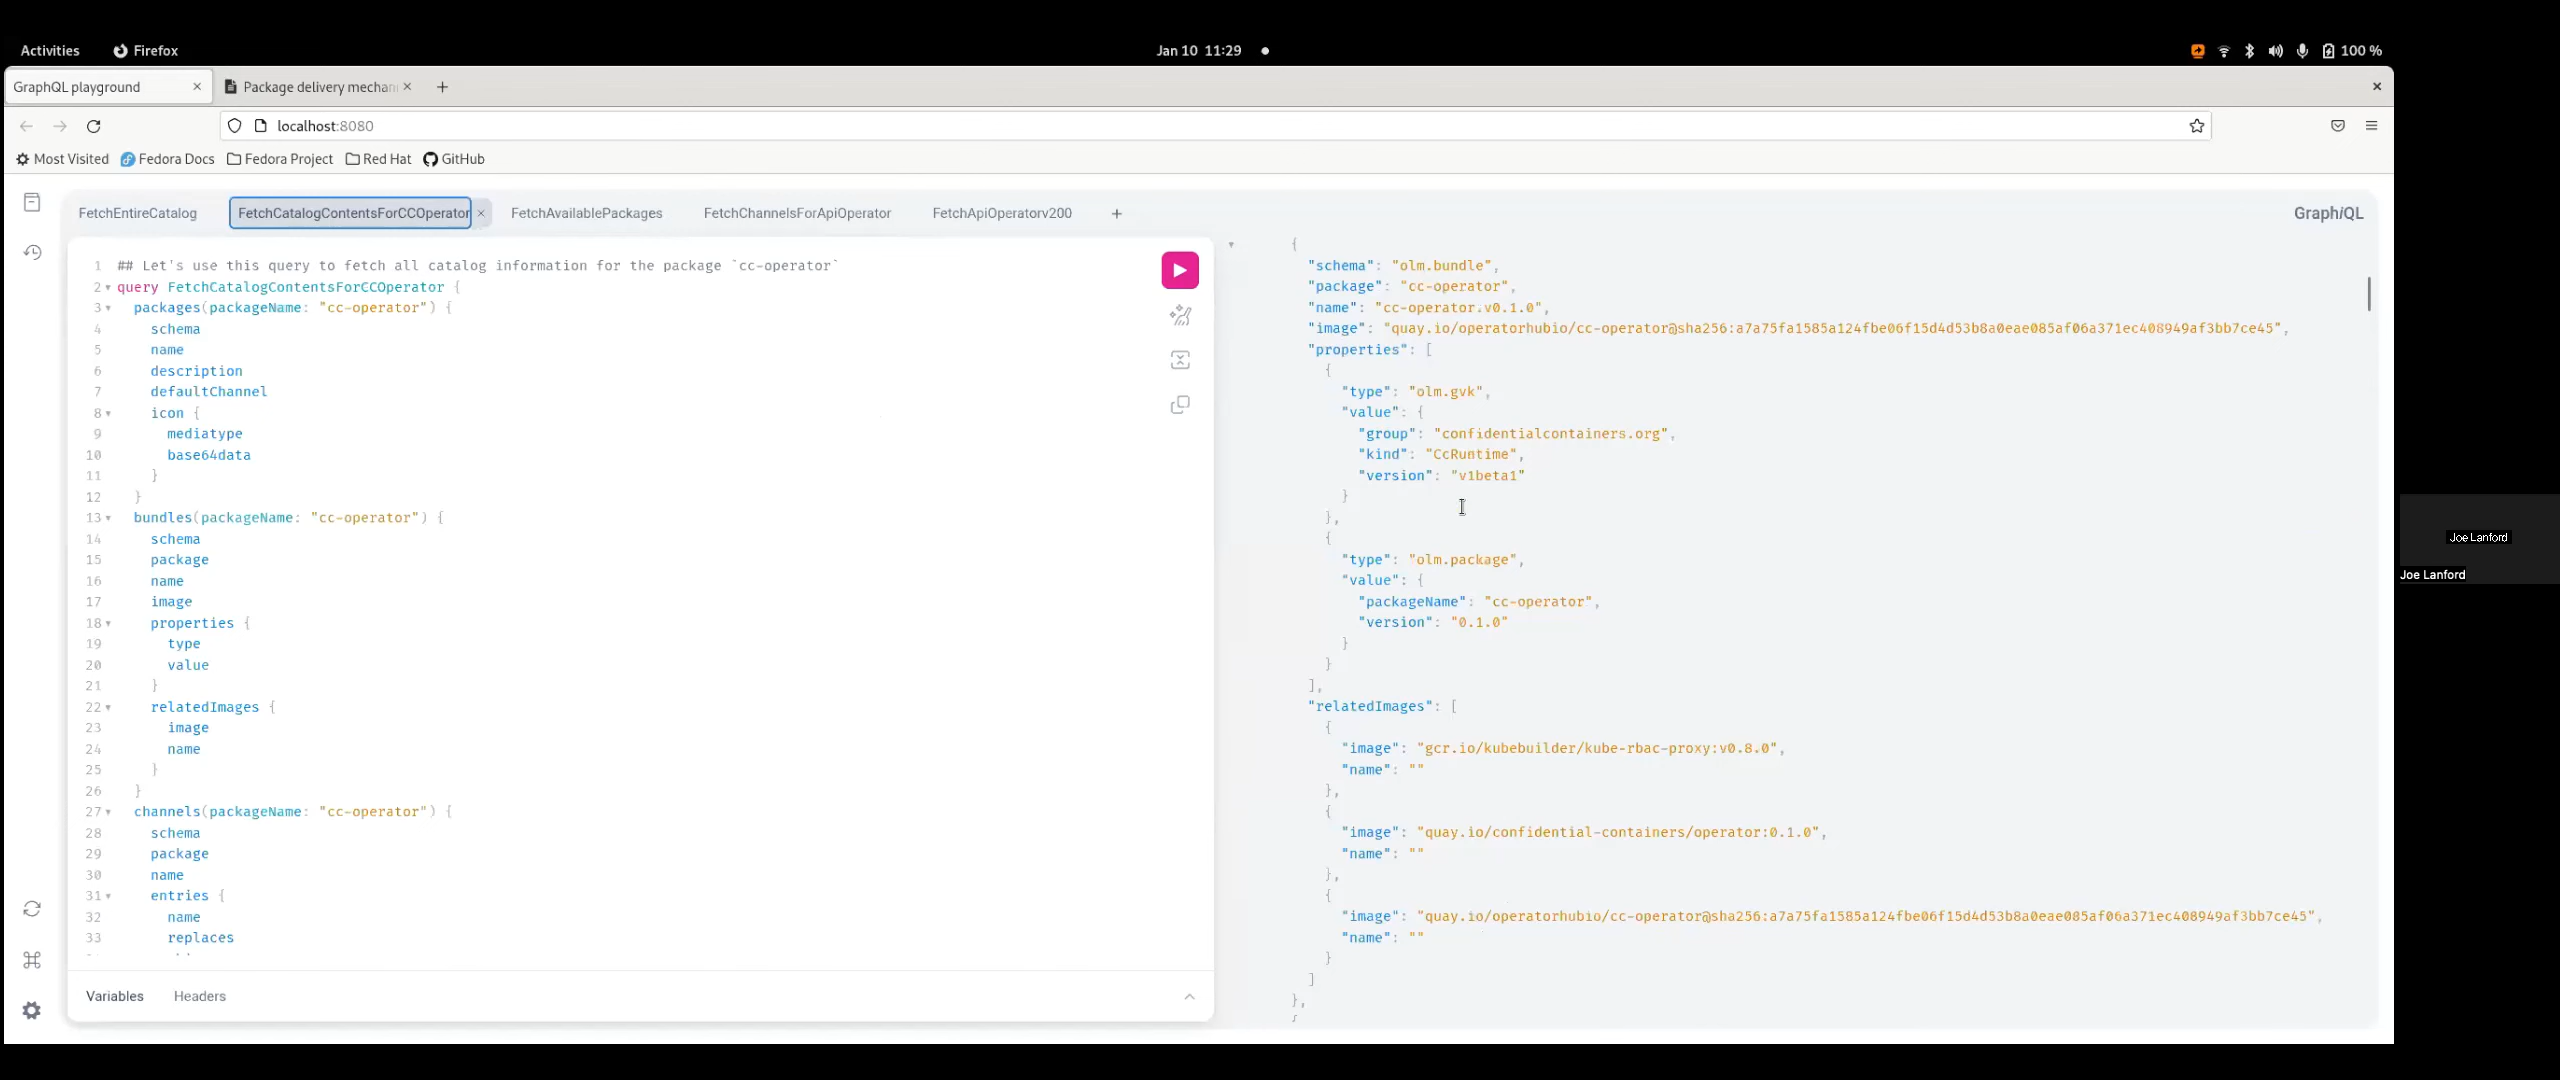 Activities Firefox Jan 10 11:29 100 %
GraphQL playground Package delivery mechan
localhost:8080
Most Visited Fedora Docs Fedora Project Red Hat GitHub
FetchEntireCatalog FetchCatalogContentsForCCOperator FetchAvailablePackages FetchChannelsForApiOperator FetchApiOperatorv200 + GraphiQL
1 ## Let's use this query to fetch all catalog information for the package `cc-operator`
2 query FetchCatalogContentsForCCOperator {
3 packages(packageName: "cc-operator") {
4 schema
5 name
6 description
7 defaultChannel
8 icon {
9 mediatype
10 base64data
11 }
12 }
13 bundles(packageName: "cc-operator") {
14 schema
15 package
16 name
17 image
18 properties {
19 type
20 value
21 }
22 relatedImages {
23 image
24 name
25 }
26 }
27 channels(packageName: "cc-operator") {
28 schema
29 package
30 name
31 entries {
32 name
33 replaces
Variables Headers
{
"schema": "olm.bundle",
"package": "cc-operator",
"name": "cc-operator.v0.1.0",
"image": "quay.io/operatorhubio/cc-operator@sha256:a7a75fa1585a124fbe06f15d4d53b8a0eae085af06a371ec408949af3bb7ce45",
"properties": [
{
"type": "olm.gvk",
"value": {
"group": "confidentialcontainers.org",
"kind": "CcRuntime",
"version": "v1beta1"
}
},
{
"type": "olm.package",
"value": {
"packageName": "cc-operator",
"version": "0.1.0"
}
}
],
"relatedImages": [
{
"image": "gcr.io/kubebuilder/kube-rbac-proxy:v0.8.0",
"name": ""
},
{
"image": "quay.io/confidential-containers/operator:0.1.0",
"name": ""
},
{
"image": "quay.io/operatorhubio/cc-operator@sha256:a7a75fa1585a124fbe06f15d4d53b8a0eae085af06a371ec408949af3bb7ce45",
"name": ""
}
]
},
Joe Lanford
Joe Lanford